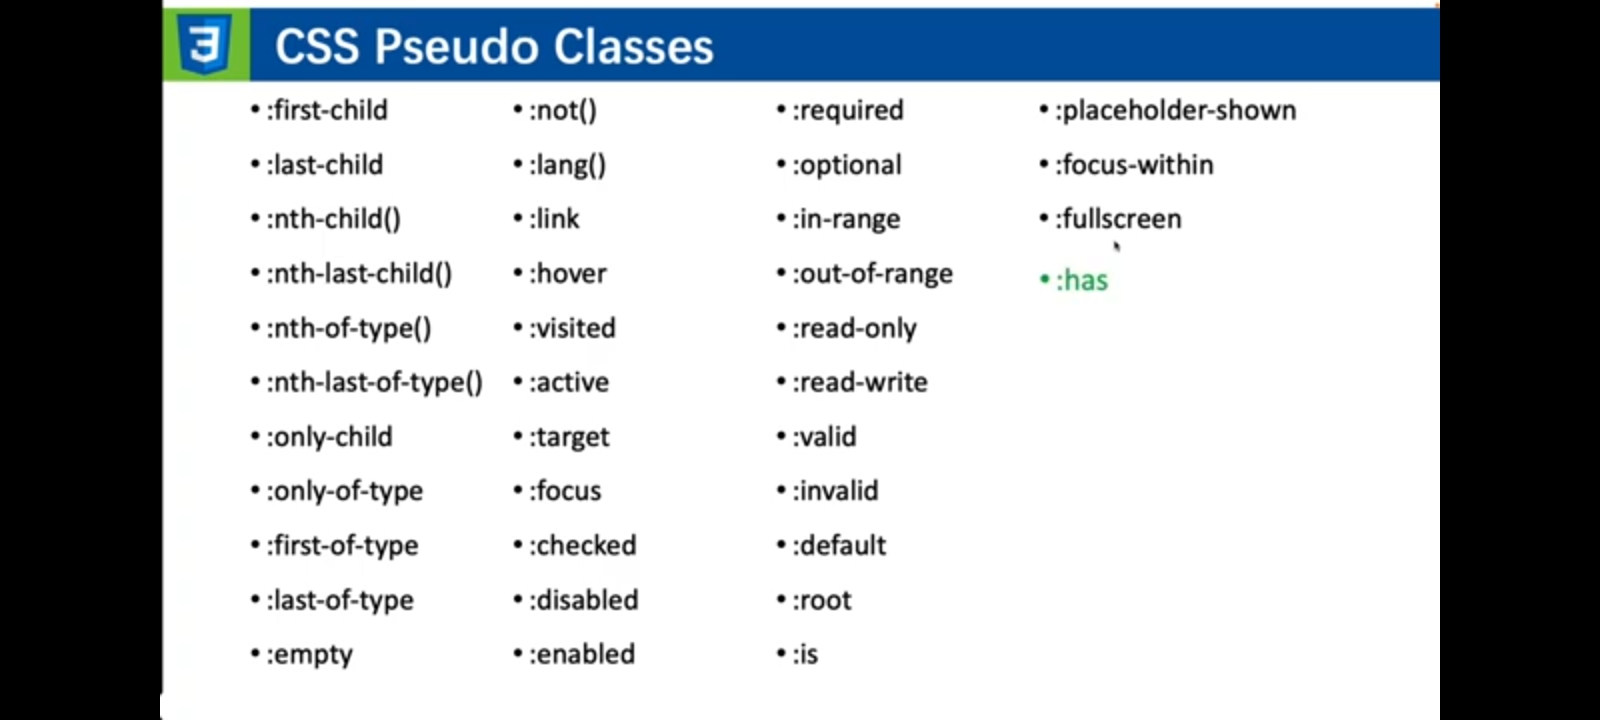 CSS Pseudo Classes
• :first-child
• :last-child
• :nth-child()
• :nth-last-child()
• :nth-of-type()
• :nth-last-of-type()
• :only-child
• :only-of-type
• :first-of-type
• :last-of-type
• :empty
• :not()
• :lang()
• :link
• :hover
• :visited
• :active
• :target
• :focus
• :checked
• :disabled
• :enabled
• :required
• :optional
• :in-range
• :out-of-range
• :read-only
• :read-write
• :valid
• :invalid
• :default
• :root
• :is
• :placeholder-shown
• :focus-within
• :fullscreen
• :has